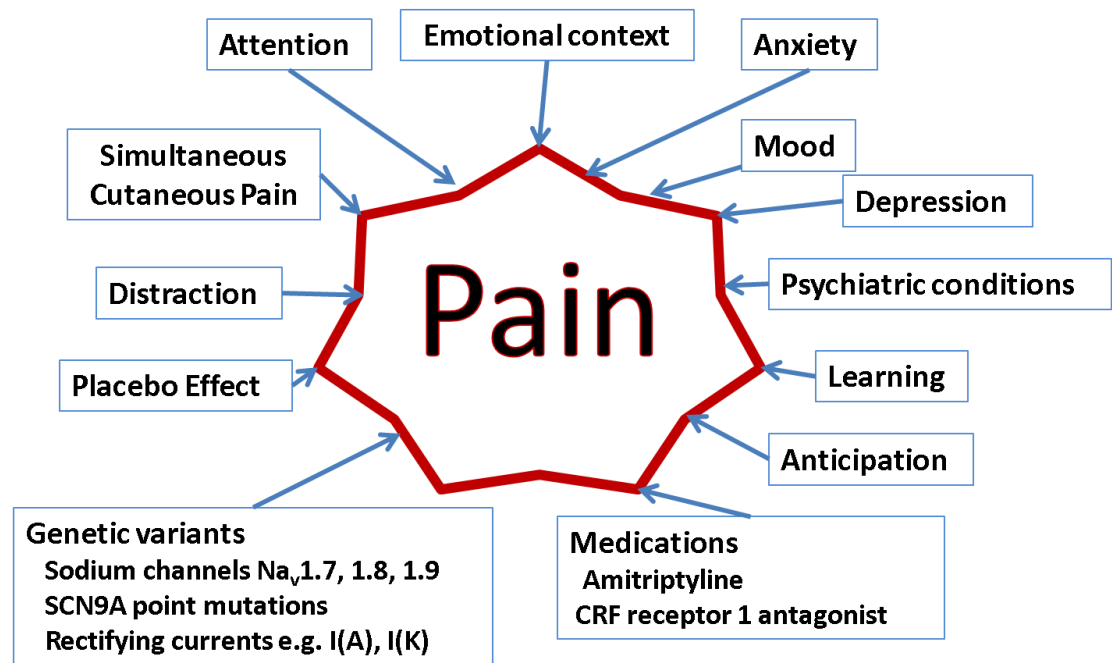 Attention
Emotional context
Anxiety
Simultaneous
Cutaneous Pain
Mood
Depression
Distraction
Pain
Psychiatric conditions
Placebo Effect
Learning
Anticipation
Genetic variants
Sodium channels Nav1.7, 1.8, 1.9
SCN9A point mutations
Rectifying currents e.g. I(A), I(K)
Medications
Amitriptyline
CRF receptor 1 antagonist